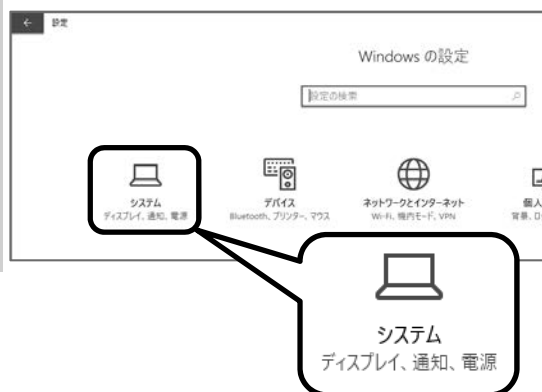 設定
Windows の設定
設定の検索
システム
ディスプレイ、通知、電源
デバイス
Bluetooth、プリンター、マウス
ネットワークとインターネット
Wi-Fi、機内モード、VPN
個人
背景、ロ
システム
ディスプレイ、通知、電源